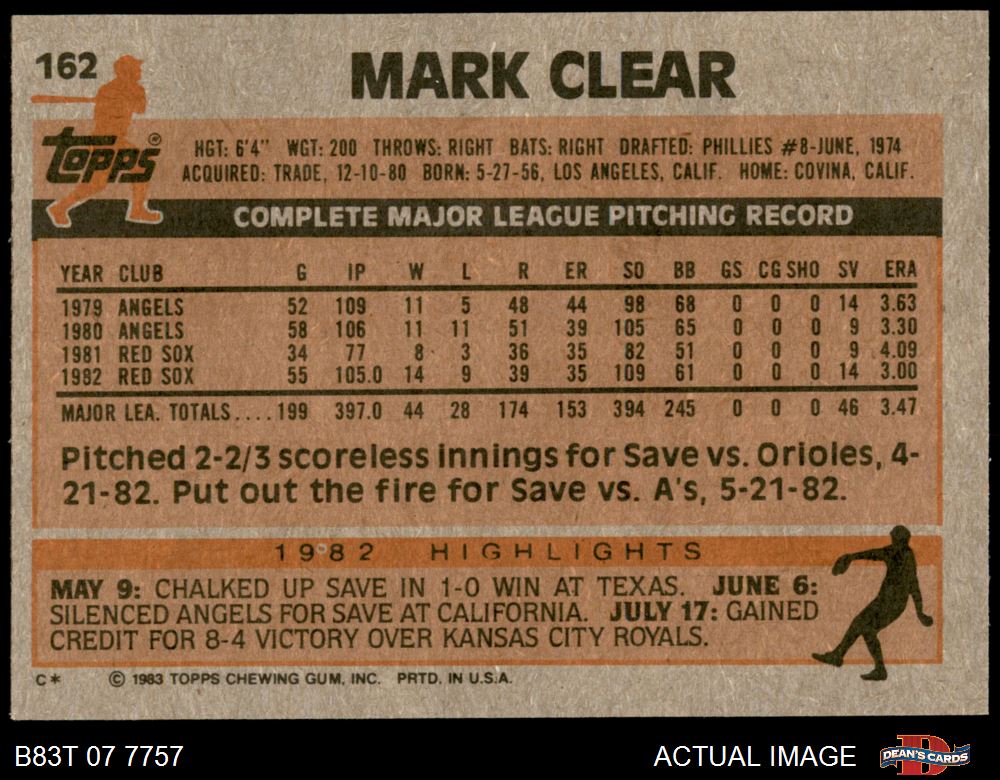 162
MARK CLEAR
TOPPS®
HGT: 6'4" WGT: 200 THROWS: RIGHT BATS: RIGHT DRAFTED: PHILLIES #8-JUNE, 1974
ACQUIRED: TRADE, 12-10-80 BORN: 5-27-56, LOS ANGELES, CALIF. HOME: COVINA, CALIF.
COMPLETE MAJOR LEAGUE PITCHING RECORD
YEAR CLUB G IP W L R ER SO BB GS CG SHO SV ERA
1979 ANGELS 52 109 11 5 48 44 98 68 0 0 0 14 3.63
1980 ANGELS 58 106 11 11 51 39 105 65 0 0 0 9 3.30
1981 RED SOX 34 77 8 3 36 35 82 51 0 0 0 9 4.09
1982 RED SOX 55 105.0 14 9 39 35 109 61 0 0 0 14 3.00
MAJOR LEA. TOTALS....199 397.0 44 28 174 153 394 245 0 0 0 46 3.47
Pitched 2-2/3 scoreless innings for Save vs. Orioles, 4-
21-82. Put out the fire for Save vs. A's, 5-21-82.
1982 HIGHLIGHTS
MAY 9: CHALKED UP SAVE IN 1-0 WIN AT TEXAS. JUNE 6:
SILENCED ANGELS FOR SAVE AT CALIFORNIA. JULY 17: GAINED
CREDIT FOR 8-4 VICTORY OVER KANSAS CITY ROYALS.
C* © 1983 TOPPS CHEWING GUM, INC. PRTD. IN U.S.A.
B83T 07 7757 ACTUAL IMAGE D DEAN'S CARDS